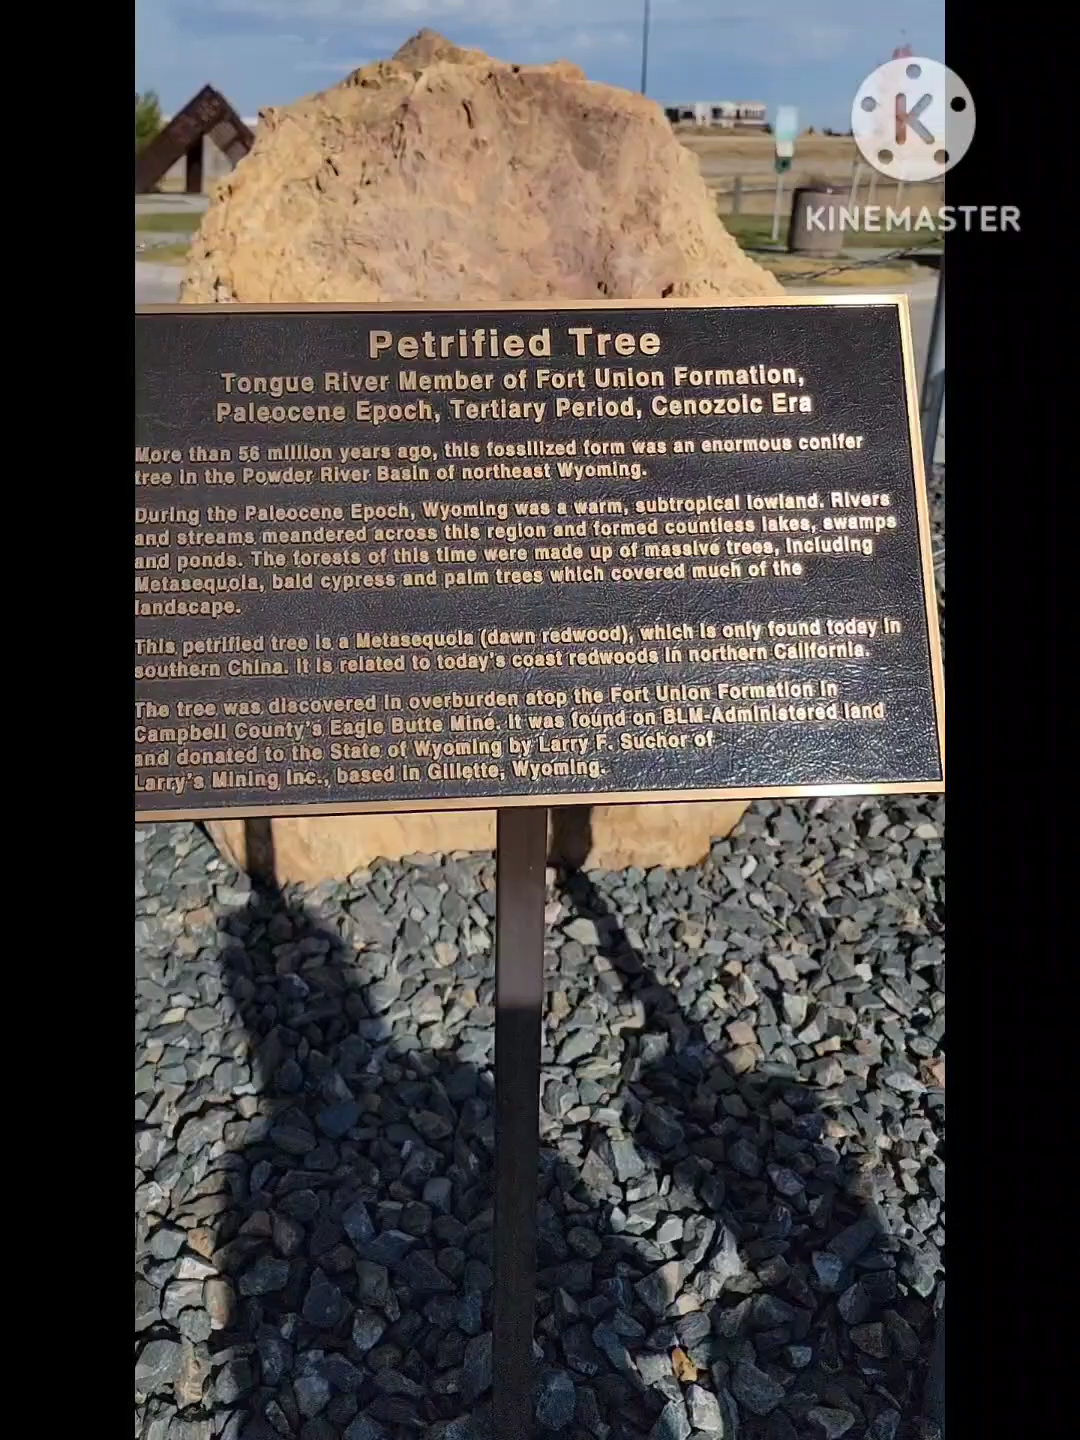 K
KINEMASTER
Petrified Tree
Tongue River Member of Fort Union Formation,
Paleocene Epoch, Tertiary Period, Cenozoic Era
More than 56 million years ago, this fossilized form was an enormous conifer
tree in the Powder River Basin of northeast Wyoming.
During the Paleocene Epoch, Wyoming was a warm, subtropical lowland. Rivers
and streams meandered across this region and formed countless lakes, swamps
and ponds. The forests of this time were made up of massive trees, including
Metasequoia, bald cypress and palm trees which covered much of the
landscape.
This petrified tree is a Metasequoia (dawn redwood), which is only found today in
southern China. It is related to today's coast redwoods in northern California.
The tree was discovered in overburden atop the Fort Union Formation in
Campbell County's Eagle Butte Mine. It was found on BLM-Administered land
and donated to the State of Wyoming by Larry F. Suchor of
Larry's Mining Inc., based in Gillette, Wyoming.